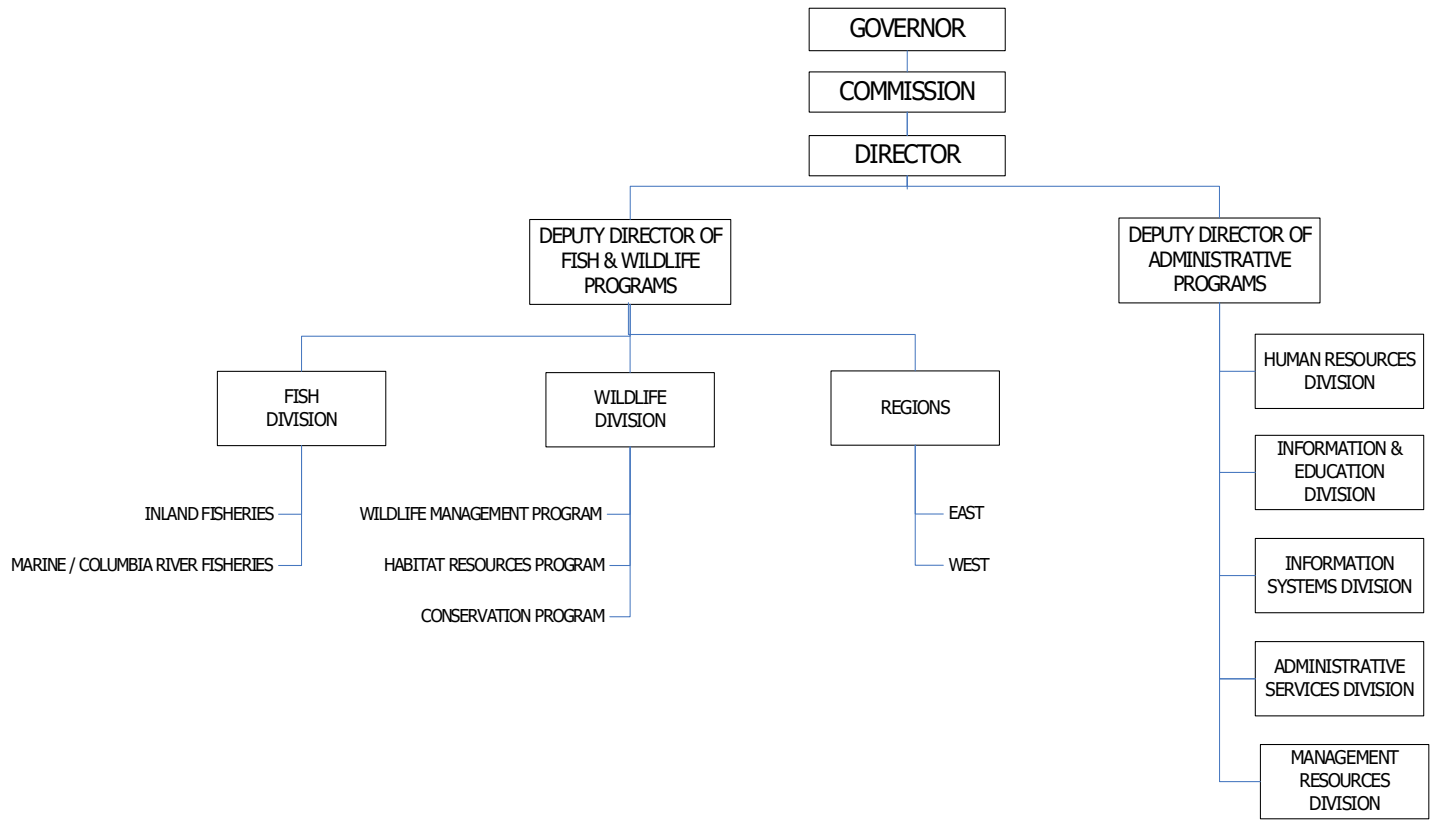 GOVERNOR
COMMISSION
DIRECTOR
DEPUTY DIRECTOR OF
FISH & WILDLIFE
PROGRAMS
DEPUTY DIRECTOR OF
ADMINISTRATIVE
PROGRAMS
FISH
DIVISION
WILDLIFE
DIVISION
REGIONS
INLAND FISHERIES
MARINE / COLUMBIA RIVER FISHERIES
WILDLIFE MANAGEMENT PROGRAM
HABITAT RESOURCES PROGRAM
CONSERVATION PROGRAM
EAST
WEST
HUMAN RESOURCES
DIVISION
INFORMATION &
EDUCATION
DIVISION
INFORMATION
SYSTEMS DIVISION
ADMINISTRATIVE
SERVICES DIVISION
MANAGEMENT
RESOURCES
DIVISION